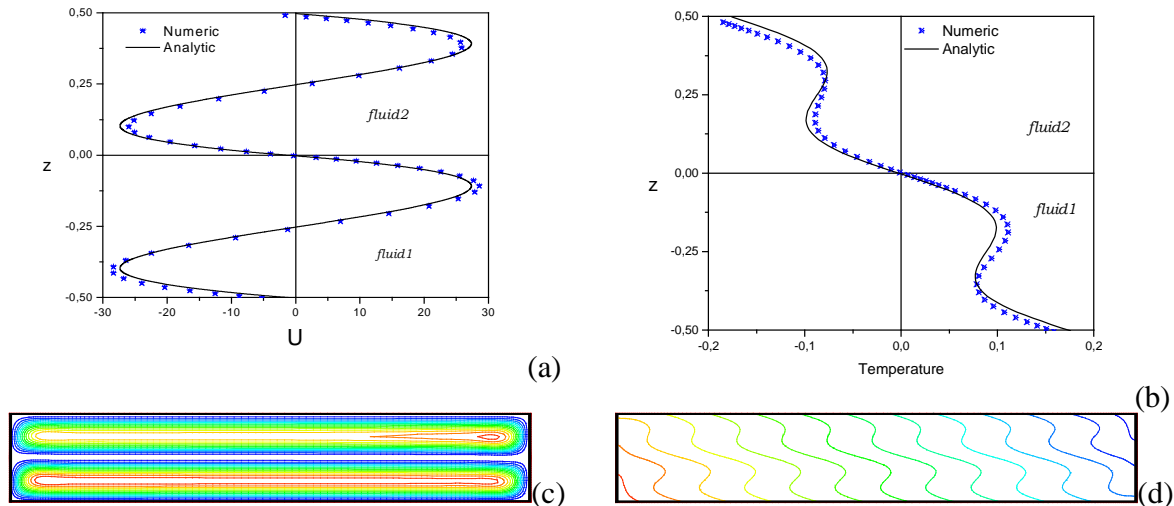 0,50
Numeric
Analytic
0,25
fluid2
z
0,00
-0,25
fluid1
-0,50
-30 -20 -10 0 10 20 30
U
(a)
0,50
Numeric
Analytic
0,25
fluid2
z
0,00
fluid1
-0,25
-0,50
-0,2 -0,1 0,0 0,1 0,2
Temperature
(b)
(c)
(d)